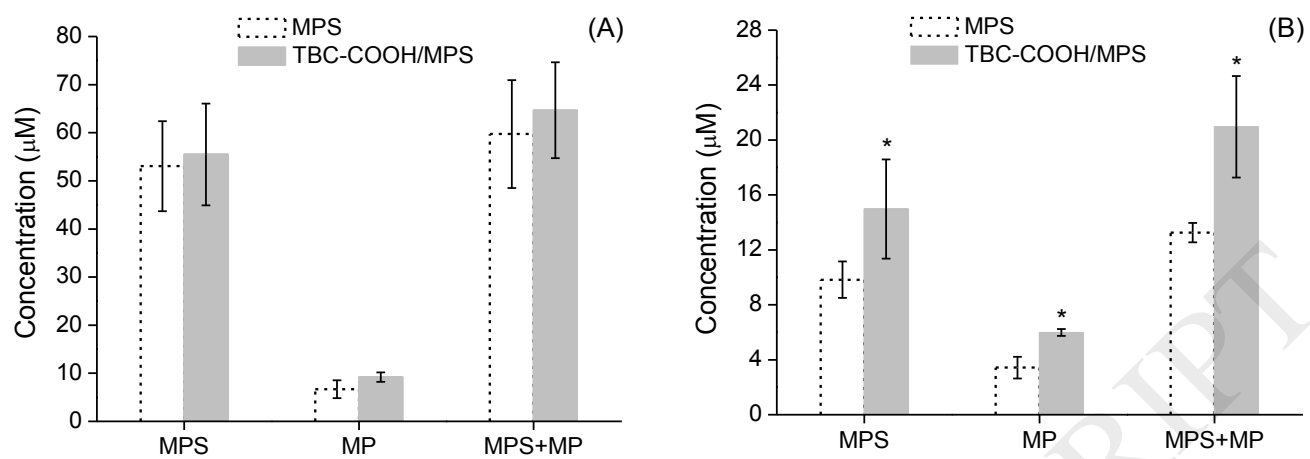 (A)
MPS
TBC-COOH/MPS
Concentration (μM)
80
70
60
50
40
30
20
10
0
MPS MP MPS+MP
(B)
MPS
TBC-COOH/MPS
Concentration (μM)
28
24
20
16
12
8
4
0
* * *
MPS MP MPS+MP
RIPT